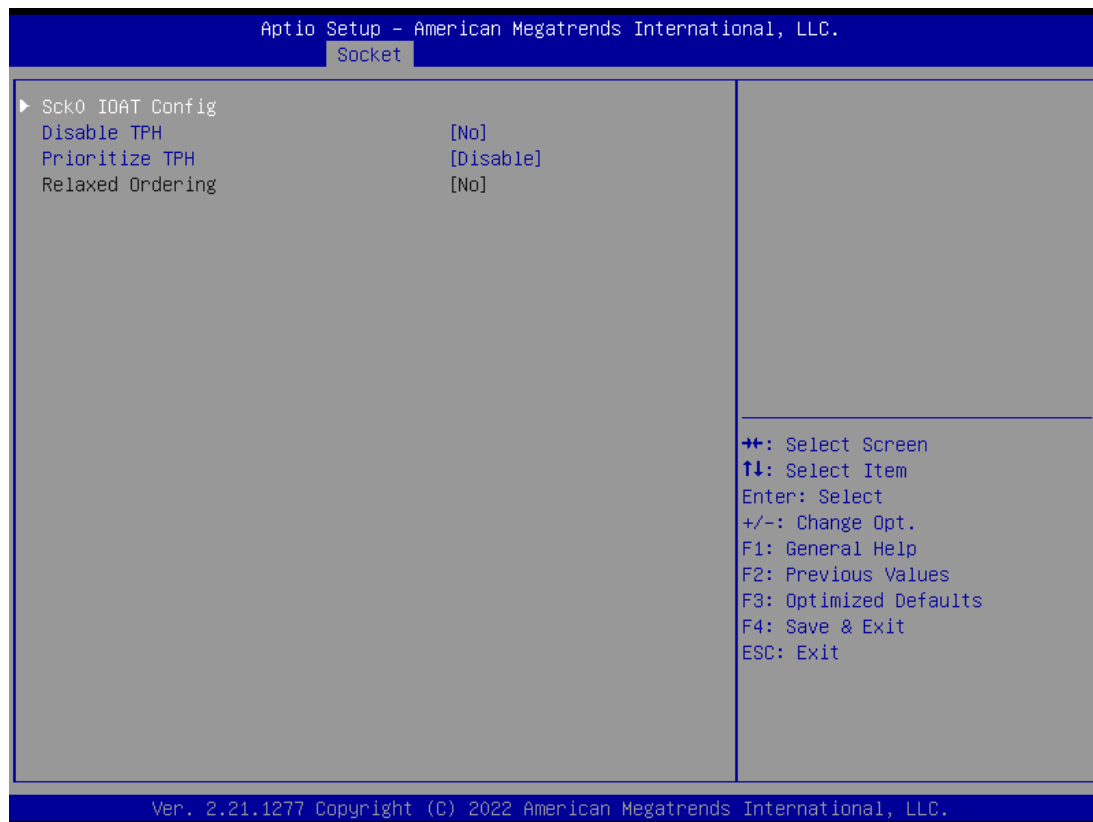 Aptio Setup – American Megatrends International, LLC.
Socket
▶ Sck0 IOAT Config
Disable TPH [No]
Prioritize TPH [Disable]
Relaxed Ordering [No]
→←: Select Screen
↑↓: Select Item
Enter: Select
+/-: Change Opt.
F1: General Help
F2: Previous Values
F3: Optimized Defaults
F4: Save & Exit
ESC: Exit
Ver. 2.21.1277 Copyright (C) 2022 American Megatrends International, LLC.